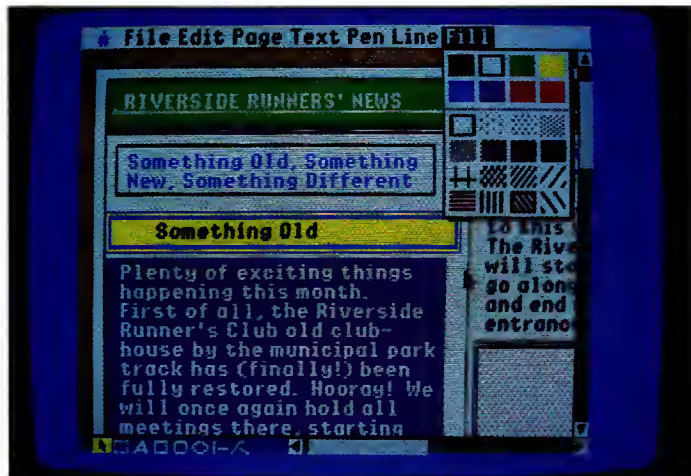 File Edit Page Text Pen Line Fill
RIVERSIDE RUNNERS' NEWS
Something Old, Something
New, Something Different
Something Old
Plenty of exciting things
happening this month.
First of all, the Riverside
Runner's Club old club-
house by the municipal park
track has (finally!) been
fully restored. Hooray! We
will once again hold all
meetings there, starting
to this
The Rive
will sto
go alon
and end
entranc